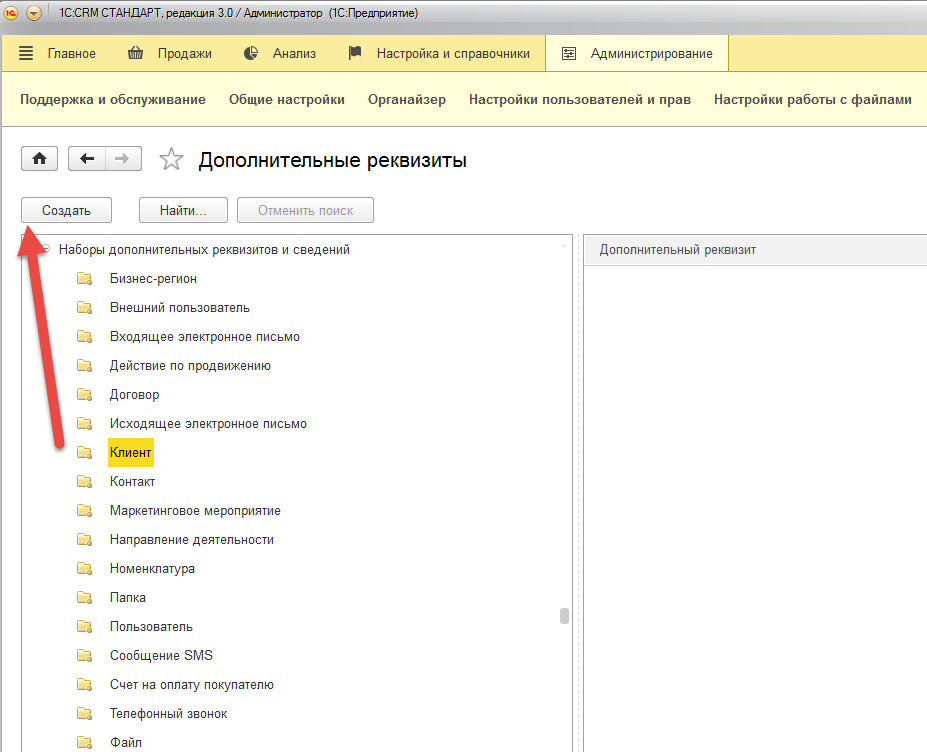 1С:CRM СТАНДАРТ, редакция 3.0 / Администратор (1С:Предприятие)
Главное Продажи Анализ Настройка и справочники Администрирование
Поддержка и обслуживание Общие настройки Органайзер Настройки пользователей и прав Настройки работы с файлами
Дополнительные реквизиты
Создать Найти... Отменить поиск
Наборы дополнительных реквизитов и сведений Дополнительный реквизит
Бизнес-регион
Внешний пользователь
Входящее электронное письмо
Действие по продвижению
Договор
Исходящее электронное письмо
Клиент
Контакт
Маркетинговое мероприятие
Направление деятельности
Номенклатура
Папка
Пользователь
Сообщение SMS
Счет на оплату покупателю
Телефонный звонок
Файл